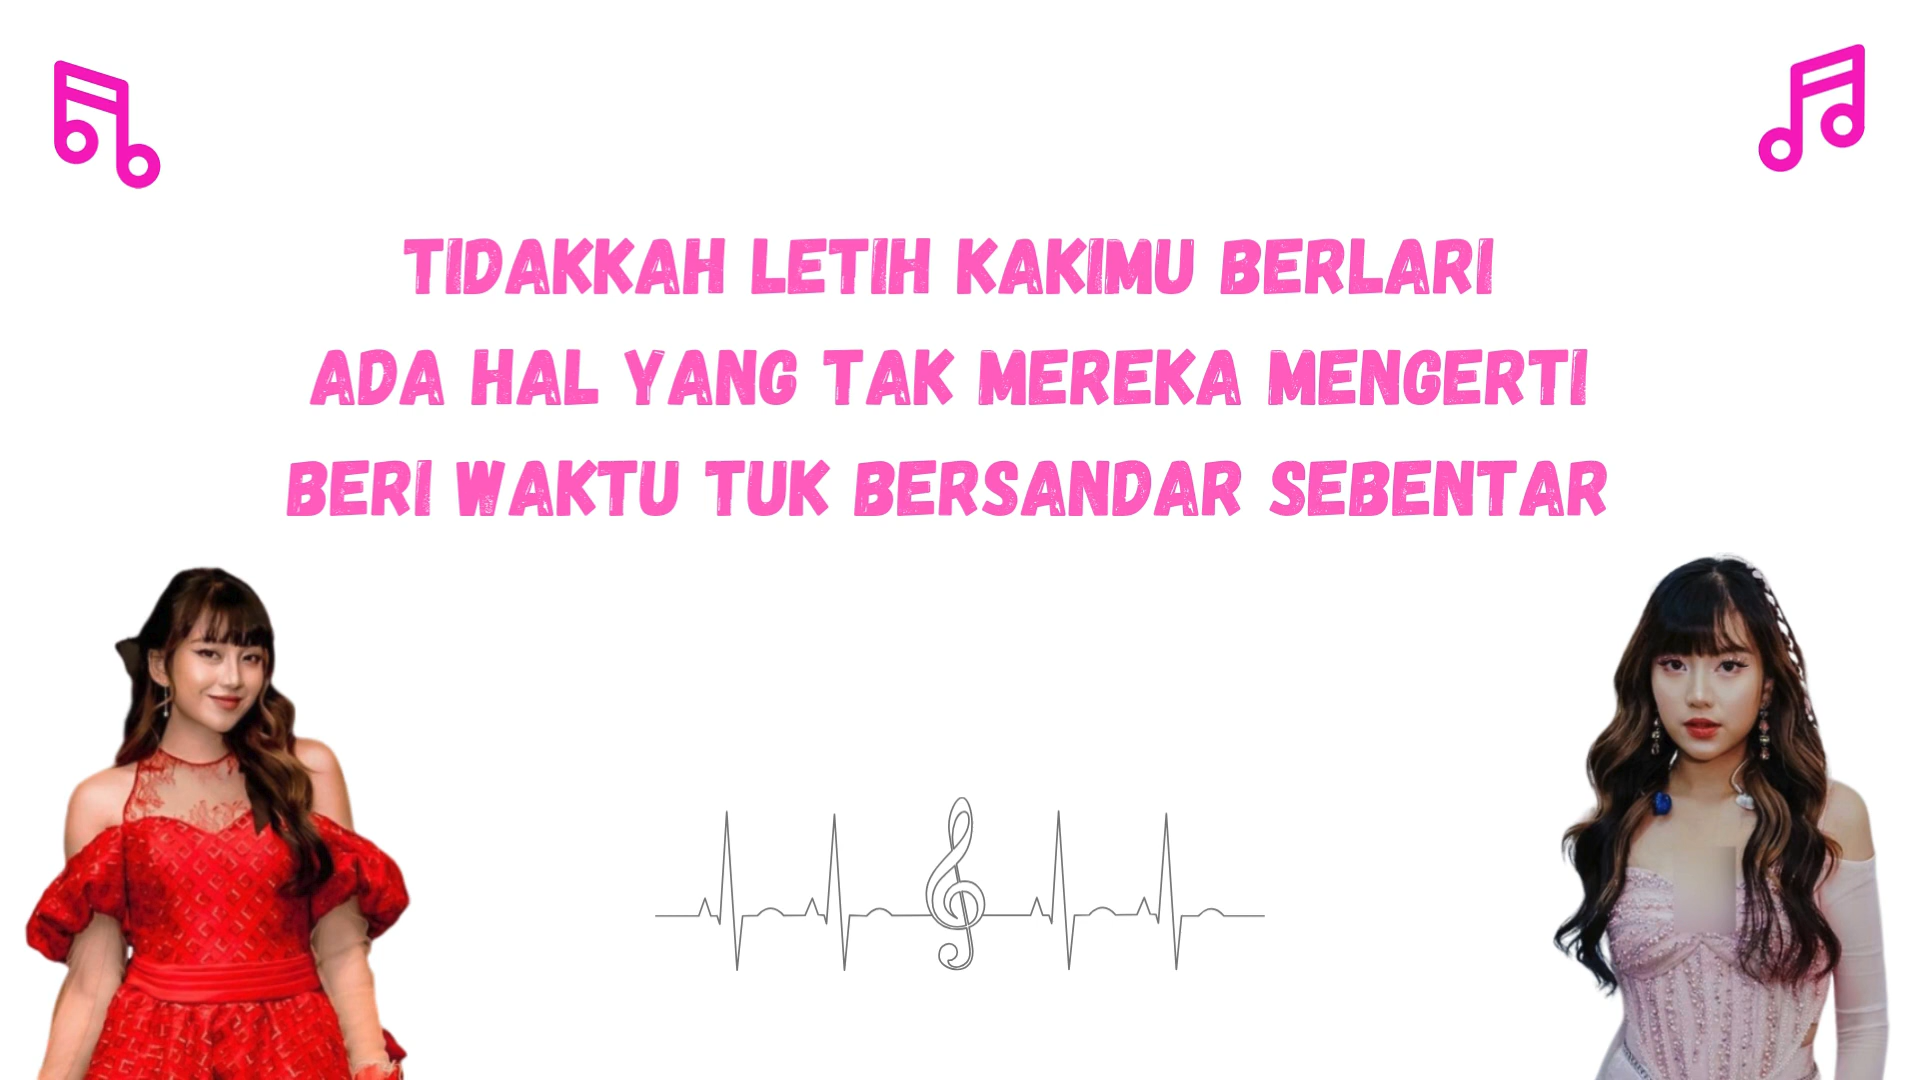 TIDAKKAH LETIH KAKIMU BERLARI
ADA HAL YANG TAK MEREKA MENGERTI
BERI WAKTU TUK BERSANDAR SEBENTAR